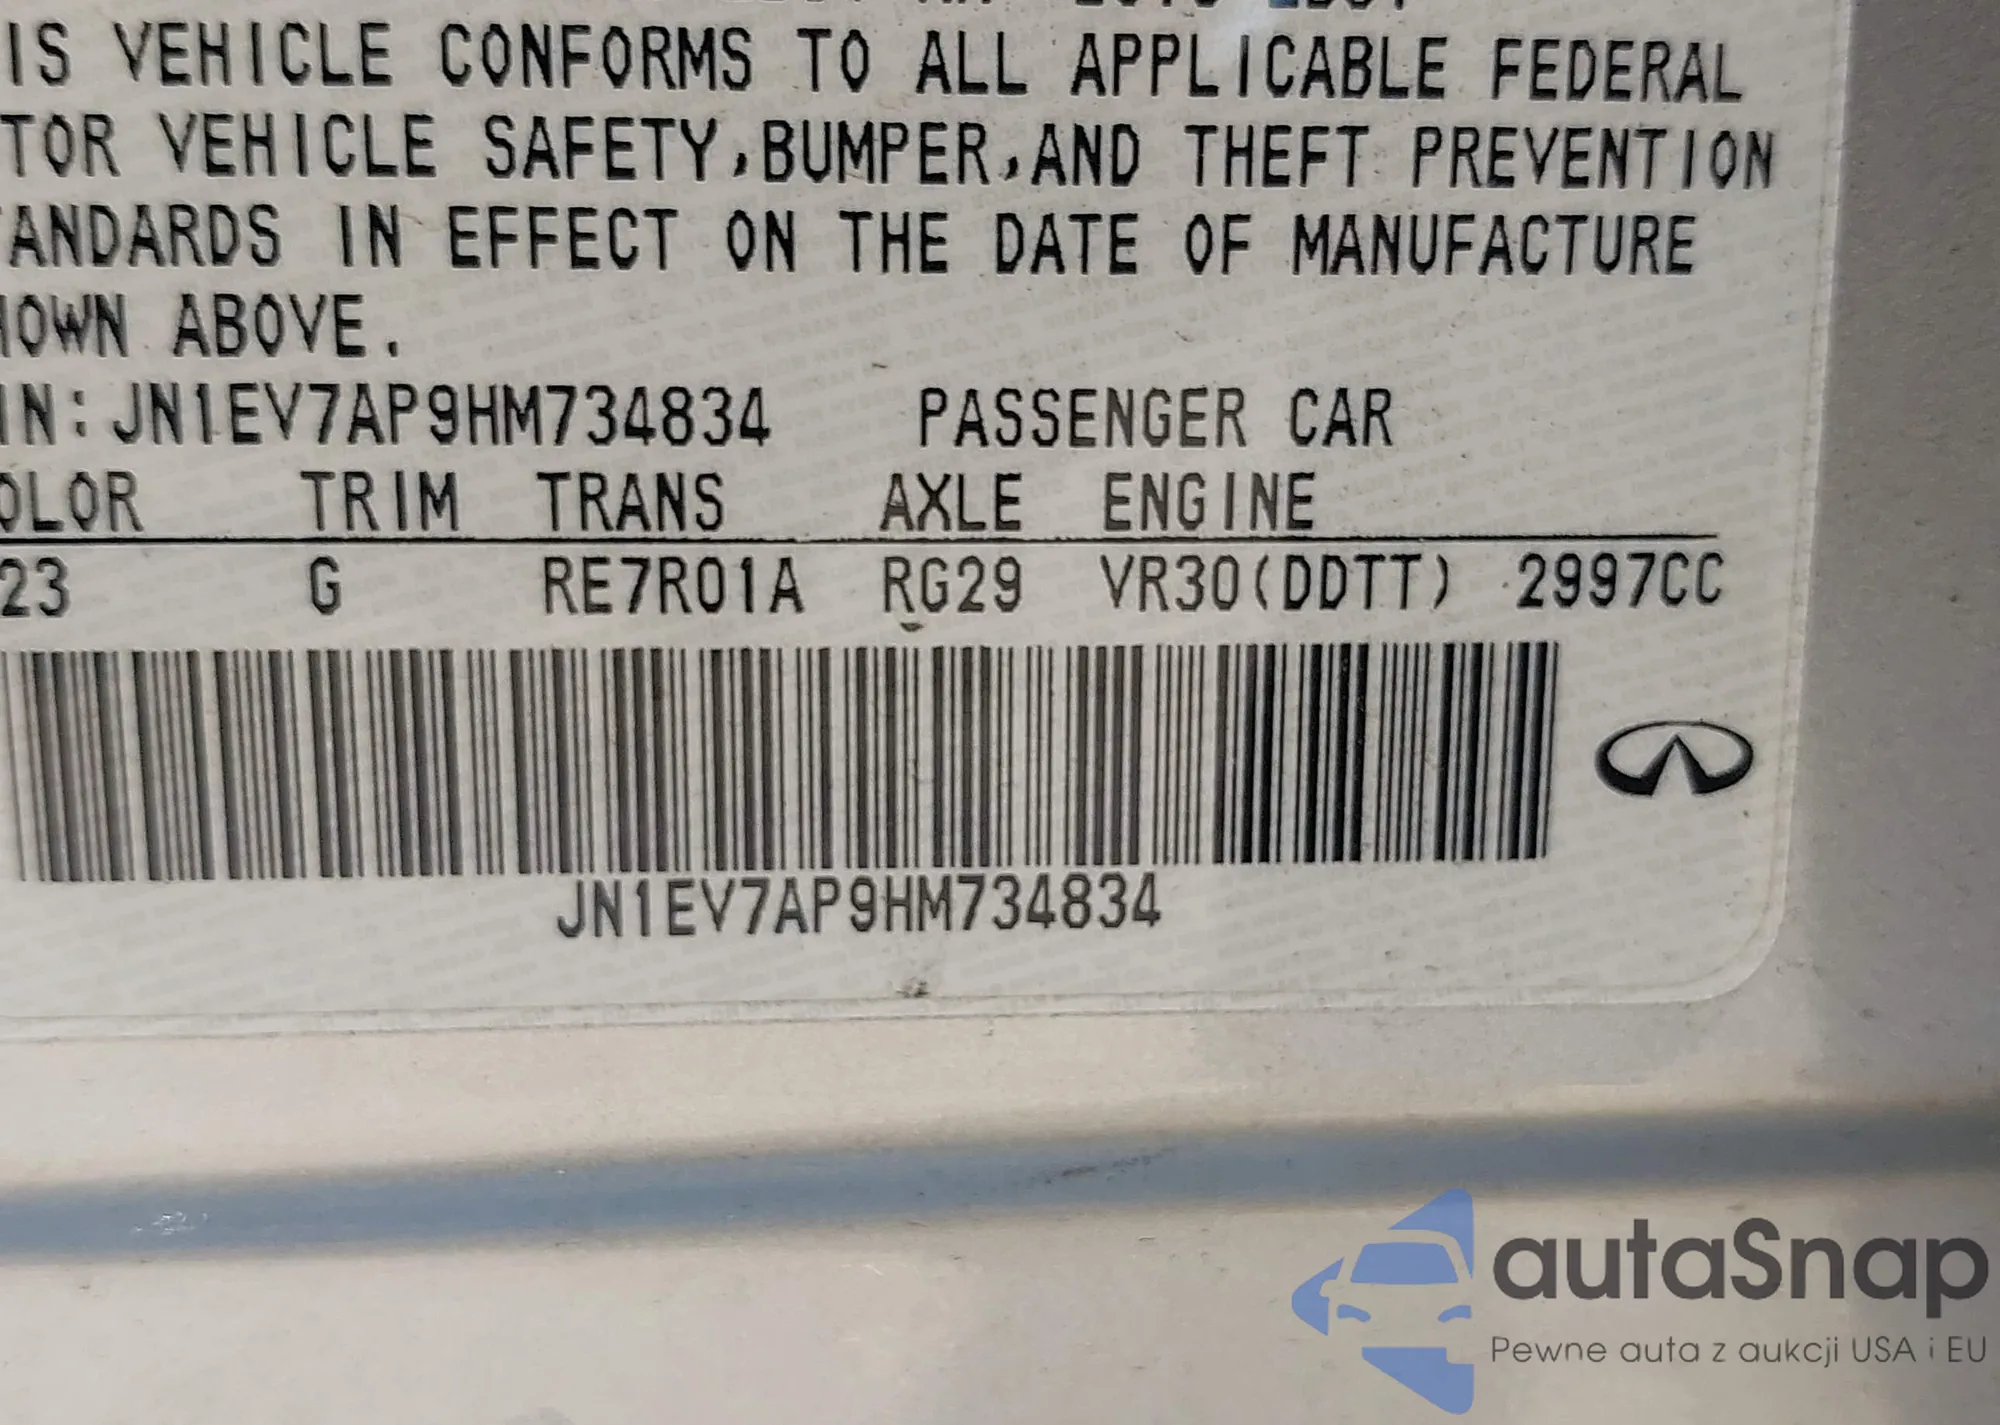 IS VEHICLE CONFORMS TO ALL APPLICABLE FEDERAL
TOR VEHICLE SAFETY,BUMPER,AND THEFT PREVENTION
TANDARDS IN EFFECT ON THE DATE OF MANUFACTURE
HOWN ABOVE.
IN:JN1EV7AP9HM734834 PASSENGER CAR
OLOR TRIM TRANS AXLE ENGINE
23 G RE7R01A RG29 VR30(DDTT) 2997CC
JN1EV7AP9HM734834
autaSnap
Pewne auta z aukcji USA i EU